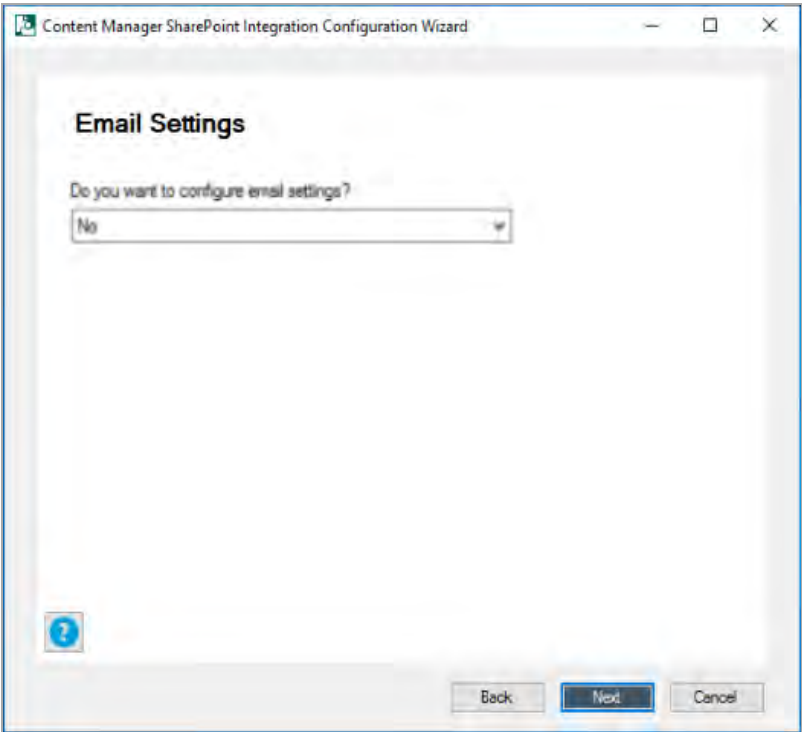 Content Manager SharePoint Integration Configuration Wizard
Email Settings
Do you want to configure email settings?
No
?
Back Next Cancel